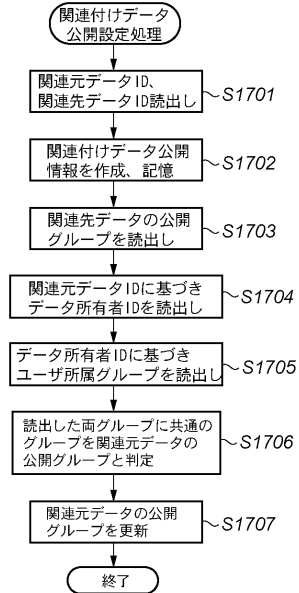 関連付けデータ
公開設定処理
関連元データID、
関連先データID読出し
S1701
関連付けデータ公開
情報を作成、記憶
S1702
関連先データの公開
グループを読出し
S1703
関連元データIDに基づき
データ所有者IDを読出し
S1704
データ所有者IDに基づき
ユーザ所属グループを読出し
S1705
読出した両グループに共通の
グループを関連元データの
公開グループと判定
S1706
関連元データの公開
グループを更新
S1707
終了